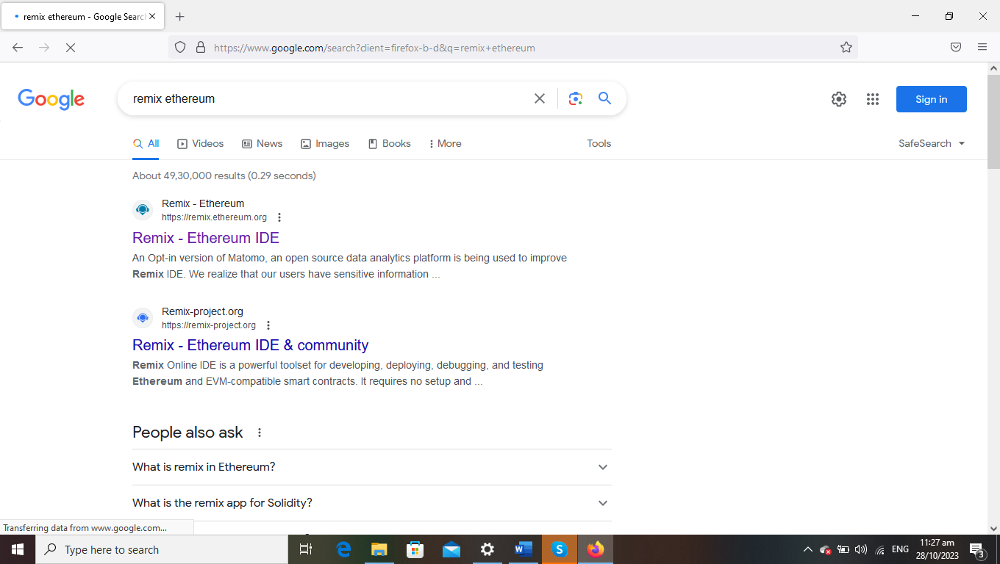 remix ethereum - Google Searc
https://www.google.com/search?client=firefox-b-d&q=remix+ethereum
Google
remix ethereum
Sign in
All Videos News Images Books More Tools SafeSearch
About 49,30,000 results (0.29 seconds)
Remix - Ethereum
https://remix.ethereum.org
Remix - Ethereum IDE
An Opt-in version of Matomo, an open source data analytics platform is being used to improve
Remix IDE. We realize that our users have sensitive information ...
Remix-project.org
https://remix-project.org
Remix - Ethereum IDE & community
Remix Online IDE is a powerful toolset for developing, deploying, debugging, and testing
Ethereum and EVM-compatible smart contracts. It requires no setup and ...
People also ask
What is remix in Ethereum?
What is the remix app for Solidity?
Transferring data from www.google.com...
Type here to search
W
S
ENG
11:27 am
28/10/2023
3